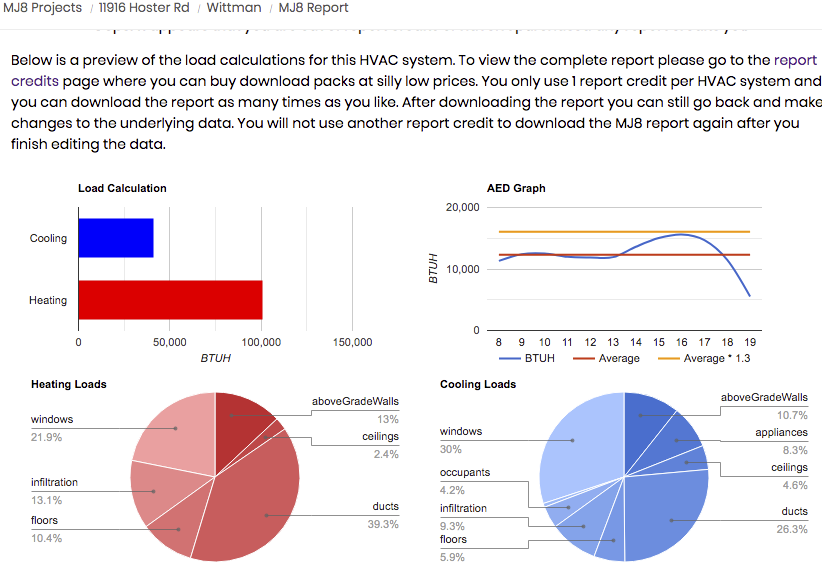 MJ8 Projects / 11916 Hoster Rd / Wittman / MJ8 Report
Below is a preview of the load calculations for this HVAC system. To view the complete report please go to the report
credits page where you can buy download packs at silly low prices. You only use 1 report credit per HVAC system and
you can download the report as many times as you like. After downloading the report you can still go back and make
changes to the underlying data. You will not use another report credit to download the MJ8 report again after you
finish editing the data.
Load Calculation
Cooling
Heating
0 50,000 100,000 150,000
BTUH
AED Graph
20,000
10,000
0
BTUH
8 9 10 11 12 13 14 15 16 17 18 19
BTUH Average Average * 1.3
Heating Loads
windows
21.9%
infiltration
13.1%
floors
10.4%
aboveGradeWalls
13%
ceilings
2.4%
ducts
39.3%
Cooling Loads
windows
30%
occupants
4.2%
infiltration
9.3%
floors
5.9%
aboveGradeWalls
10.7%
appliances
8.3%
ceilings
4.6%
ducts
26.3%